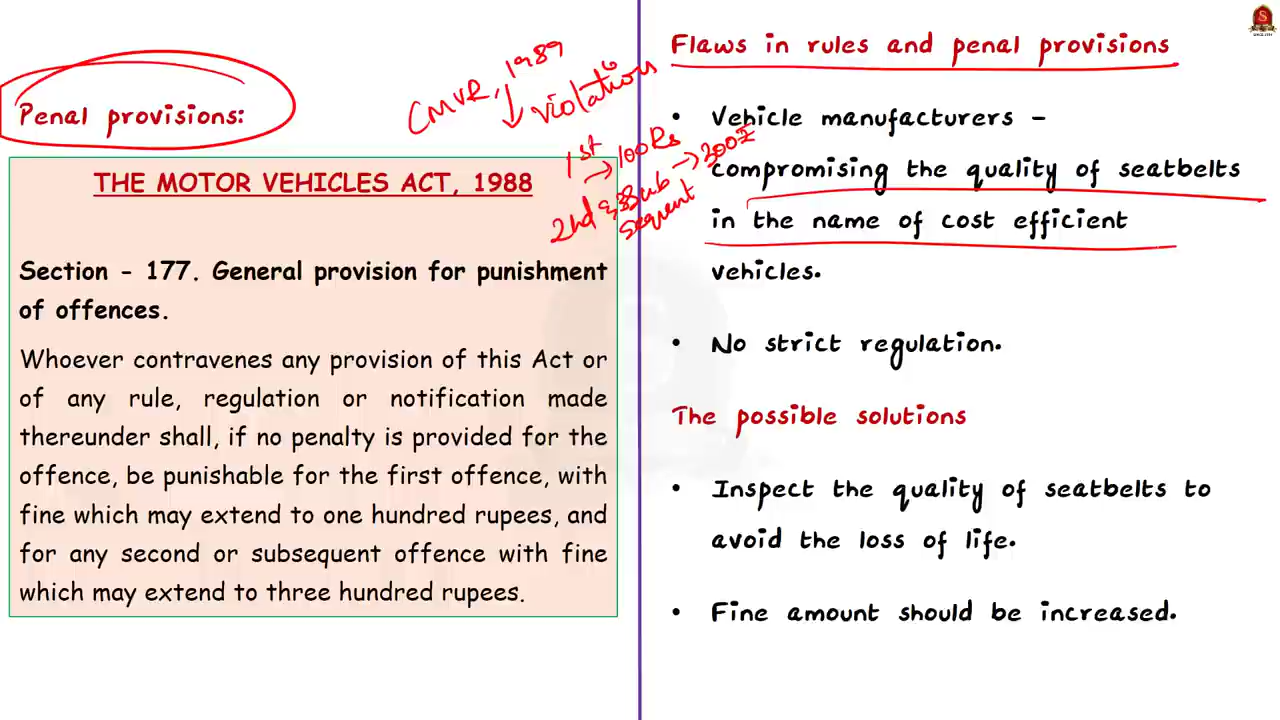 Penal provisions:
THE MOTOR VEHICLES ACT, 1988
Section - 177. General provision for punishment
of offences.
Whoever contravenes any provision of this Act or
of any rule, regulation or notification made
thereunder shall, if no penalty is provided for the
offence, be punishable for the first offence, with
fine which may extend to one hundred rupees, and
for any second or subsequent offence with fine
which may extend to three hundred rupees.
CMVR, 1989
↓ violation
1st → 100 Rs
2nd & Sub → 300
sequent
Flaws in rules and penal provisions
• Vehicle manufacturers –
compromising the quality of seatbelts
in the name of cost efficient
vehicles.
• No strict regulation.
The possible solutions
• Inspect the quality of seatbelts to
avoid the loss of life.
• Fine amount should be increased.